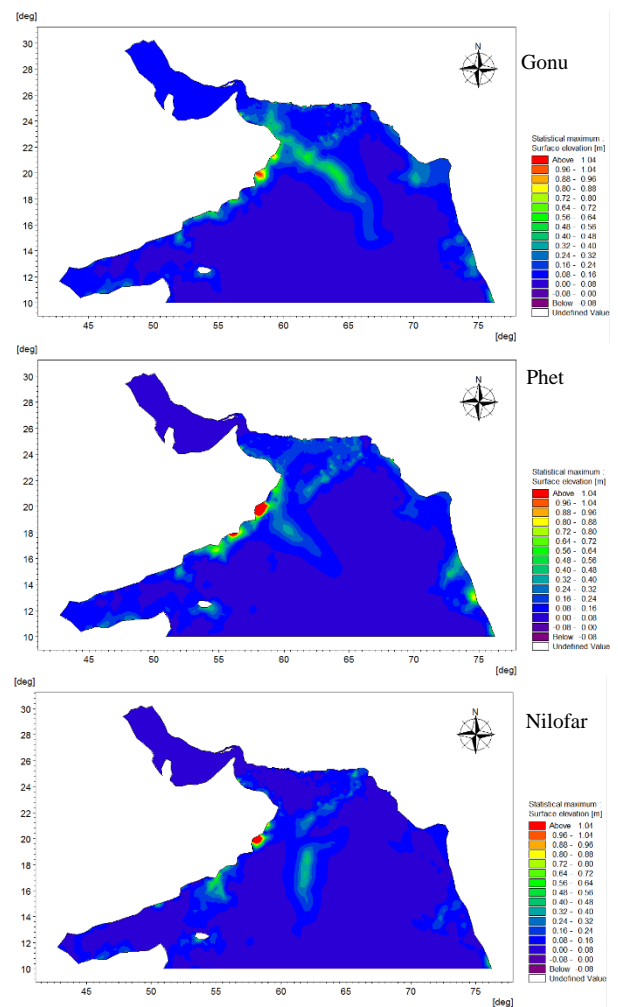 [deg]
N
Gonu
30
28
26
24
22
20
18
16
14
12
10
45 50 55 60 65 70 75
[deg]
Statistical maximum :
Surface elevation [m]
Above 1.04
0.96 - 1.04
0.88 - 0.96
0.80 - 0.88
0.72 - 0.80
0.64 - 0.72
0.56 - 0.64
0.48 - 0.56
0.40 - 0.48
0.32 - 0.40
0.24 - 0.32
0.16 - 0.24
0.08 - 0.16
0.00 - 0.08
-0.08 - 0.00
Below -0.08
Undefined Value
[deg]
N
Phet
30
28
26
24
22
20
18
16
14
12
10
45 50 55 60 65 70 75
[deg]
Statistical maximum :
Surface elevation [m]
Above 1.04
0.96 - 1.04
0.88 - 0.96
0.80 - 0.88
0.72 - 0.80
0.64 - 0.72
0.56 - 0.64
0.48 - 0.56
0.40 - 0.48
0.32 - 0.40
0.24 - 0.32
0.16 - 0.24
0.08 - 0.16
0.00 - 0.08
-0.08 - 0.00
Below -0.08
Undefined Value
[deg]
N
Nilofar
30
28
26
24
22
20
18
16
14
12
10
45 50 55 60 65 70 75
[deg]
Statistical maximum :
Surface elevation [m]
Above 1.04
0.96 - 1.04
0.88 - 0.96
0.80 - 0.88
0.72 - 0.80
0.64 - 0.72
0.56 - 0.64
0.48 - 0.56
0.40 - 0.48
0.32 - 0.40
0.24 - 0.32
0.16 - 0.24
0.08 - 0.16
0.00 - 0.08
-0.08 - 0.00
Below -0.08
Undefined Value